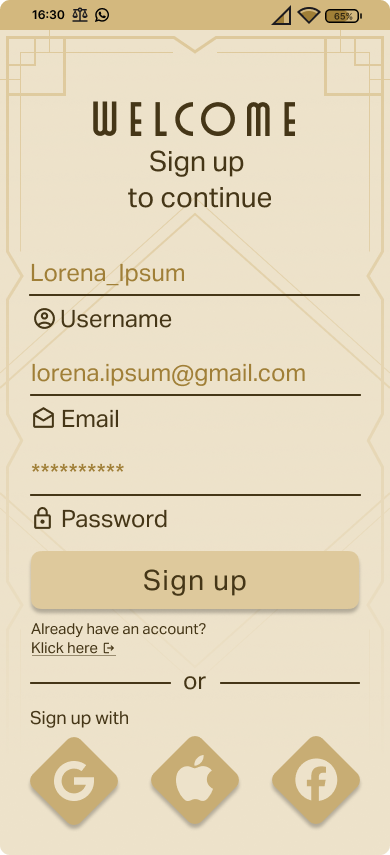 16:30
65%
WELCOME
Sign up
to continue
Lorena_Ipsum
Username
lorena.ipsum@gmail.com
Email
**********
Password
Sign up
Already have an account?
Klick here
or
Sign up with